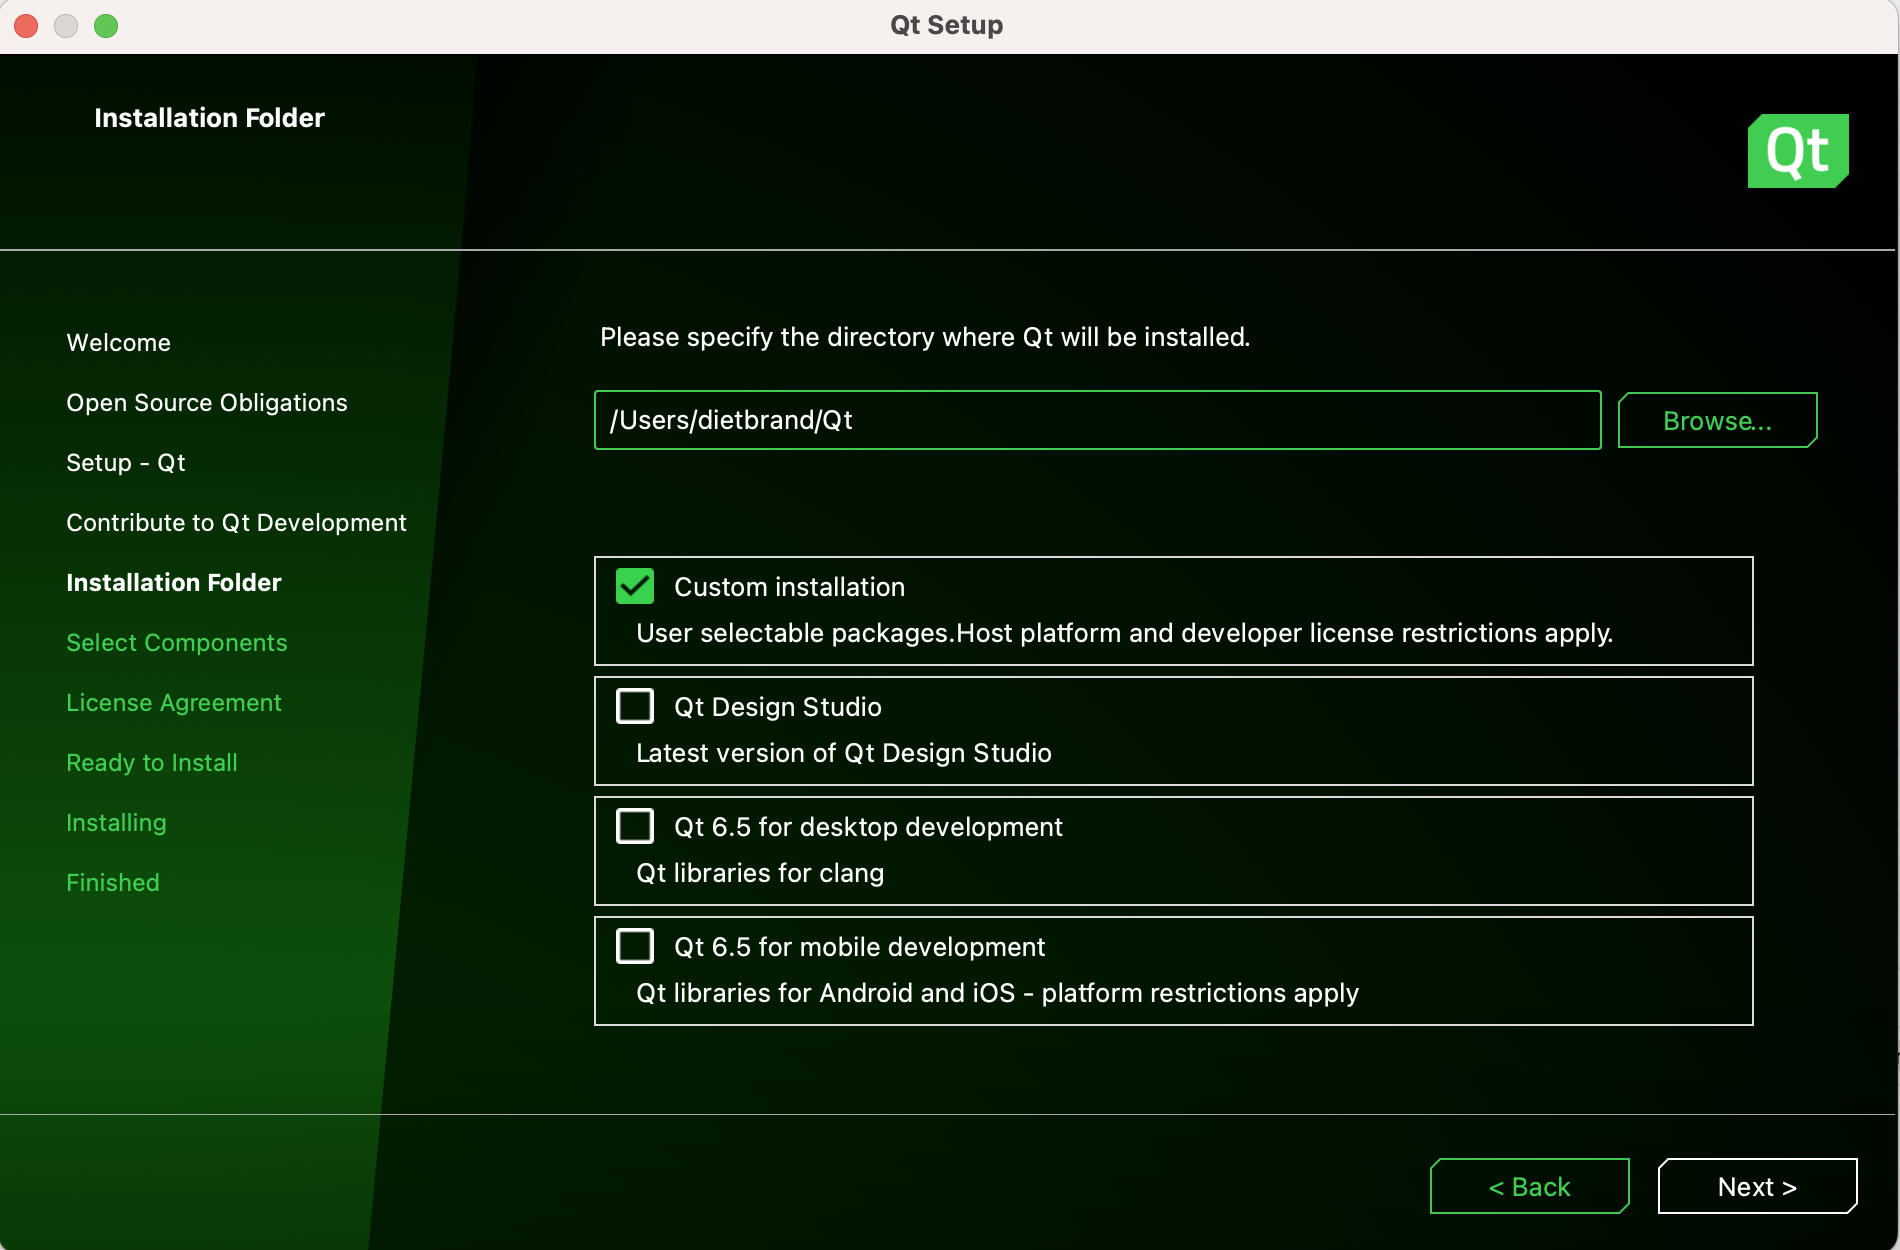 Qt Setup
Installation Folder
Qt
Welcome
Open Source Obligations
Setup - Qt
Contribute to Qt Development
Installation Folder
Select Components
License Agreement
Ready to Install
Installing
Finished
Please specify the directory where Qt will be installed.
/Users/dietbrand/Qt
Browse...
Custom installation
User selectable packages.Host platform and developer license restrictions apply.
Qt Design Studio
Latest version of Qt Design Studio
Qt 6.5 for desktop development
Qt libraries for clang
Qt 6.5 for mobile development
Qt libraries for Android and iOS - platform restrictions apply
< Back
Next >